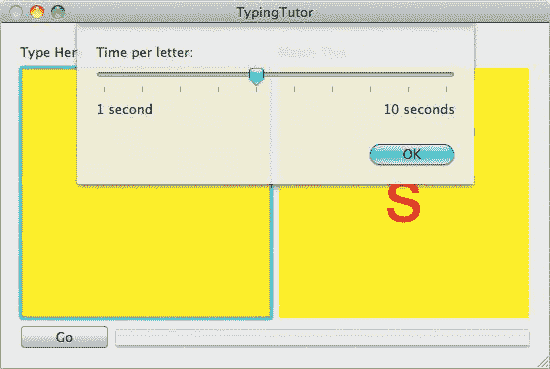 TypingTutor
Type Her
Time per letter:
1 second
10 seconds
OK
S
Go